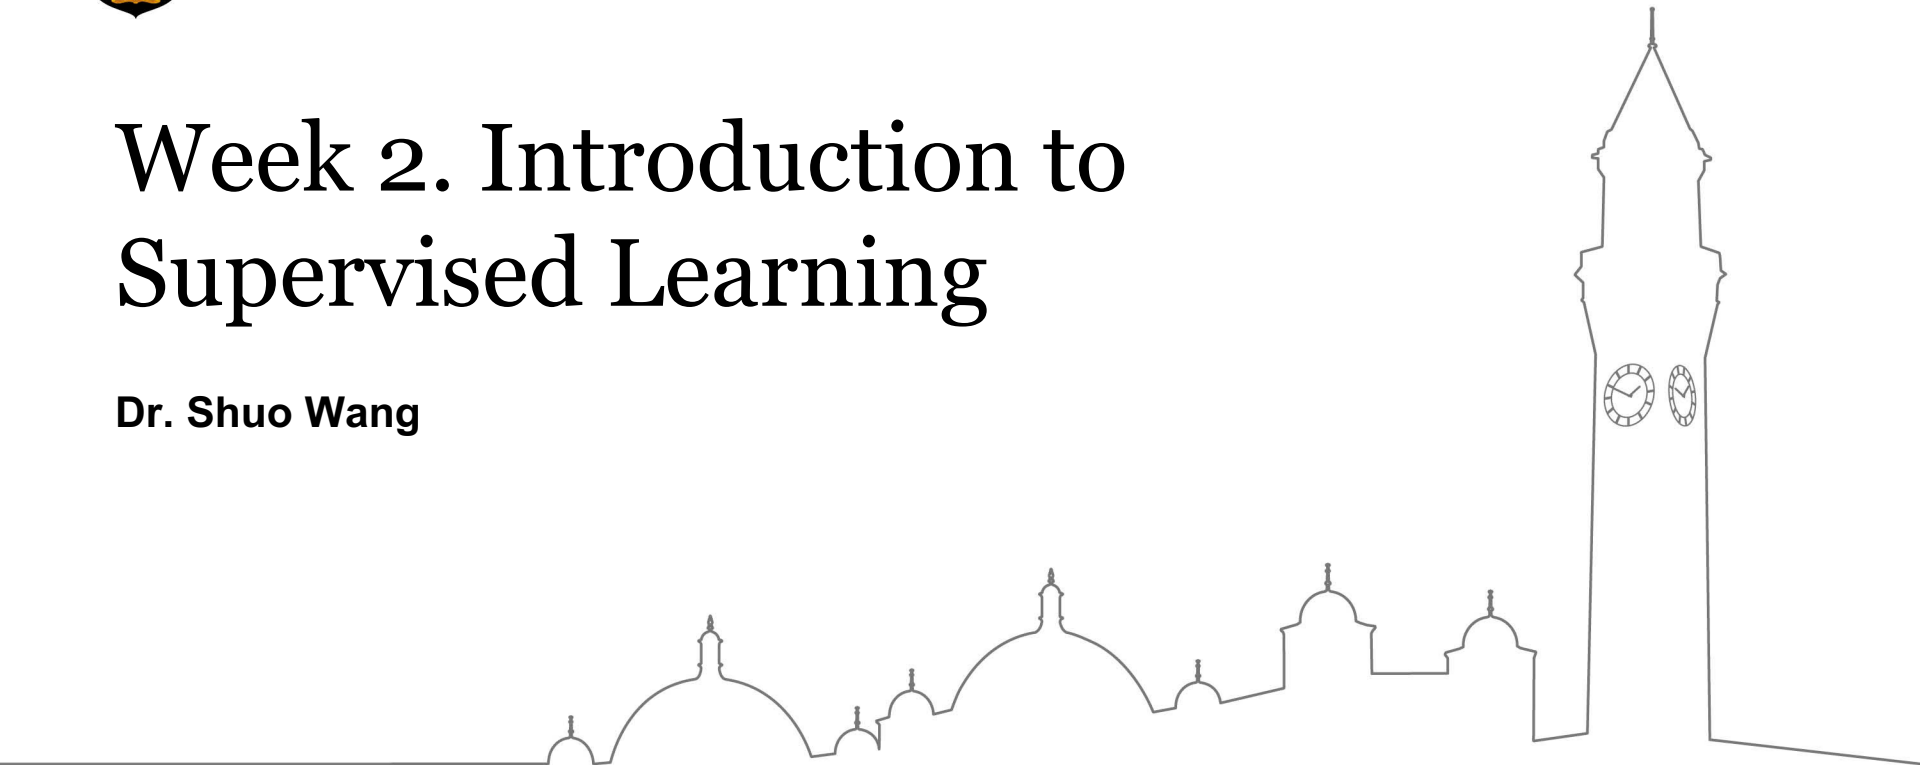 Week 2. Introduction to
Supervised Learning
Dr. Shuo Wang